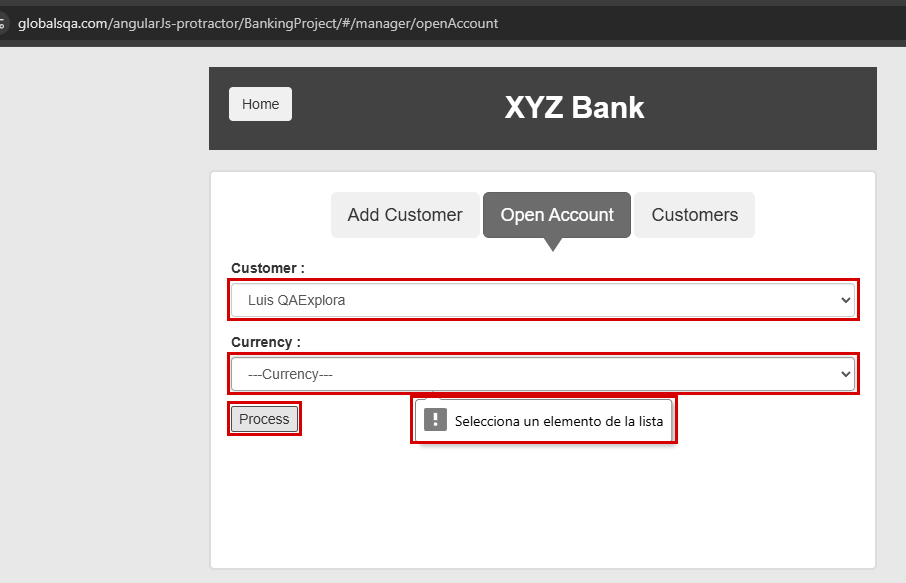 globalsqa.com/angularJs-protractor/BankingProject/#/manager/openAccount
Home
XYZ Bank
Add Customer Open Account Customers
Customer :
Luis QAExplora
Currency :
---Currency---
Process
! Selecciona un elemento de la lista